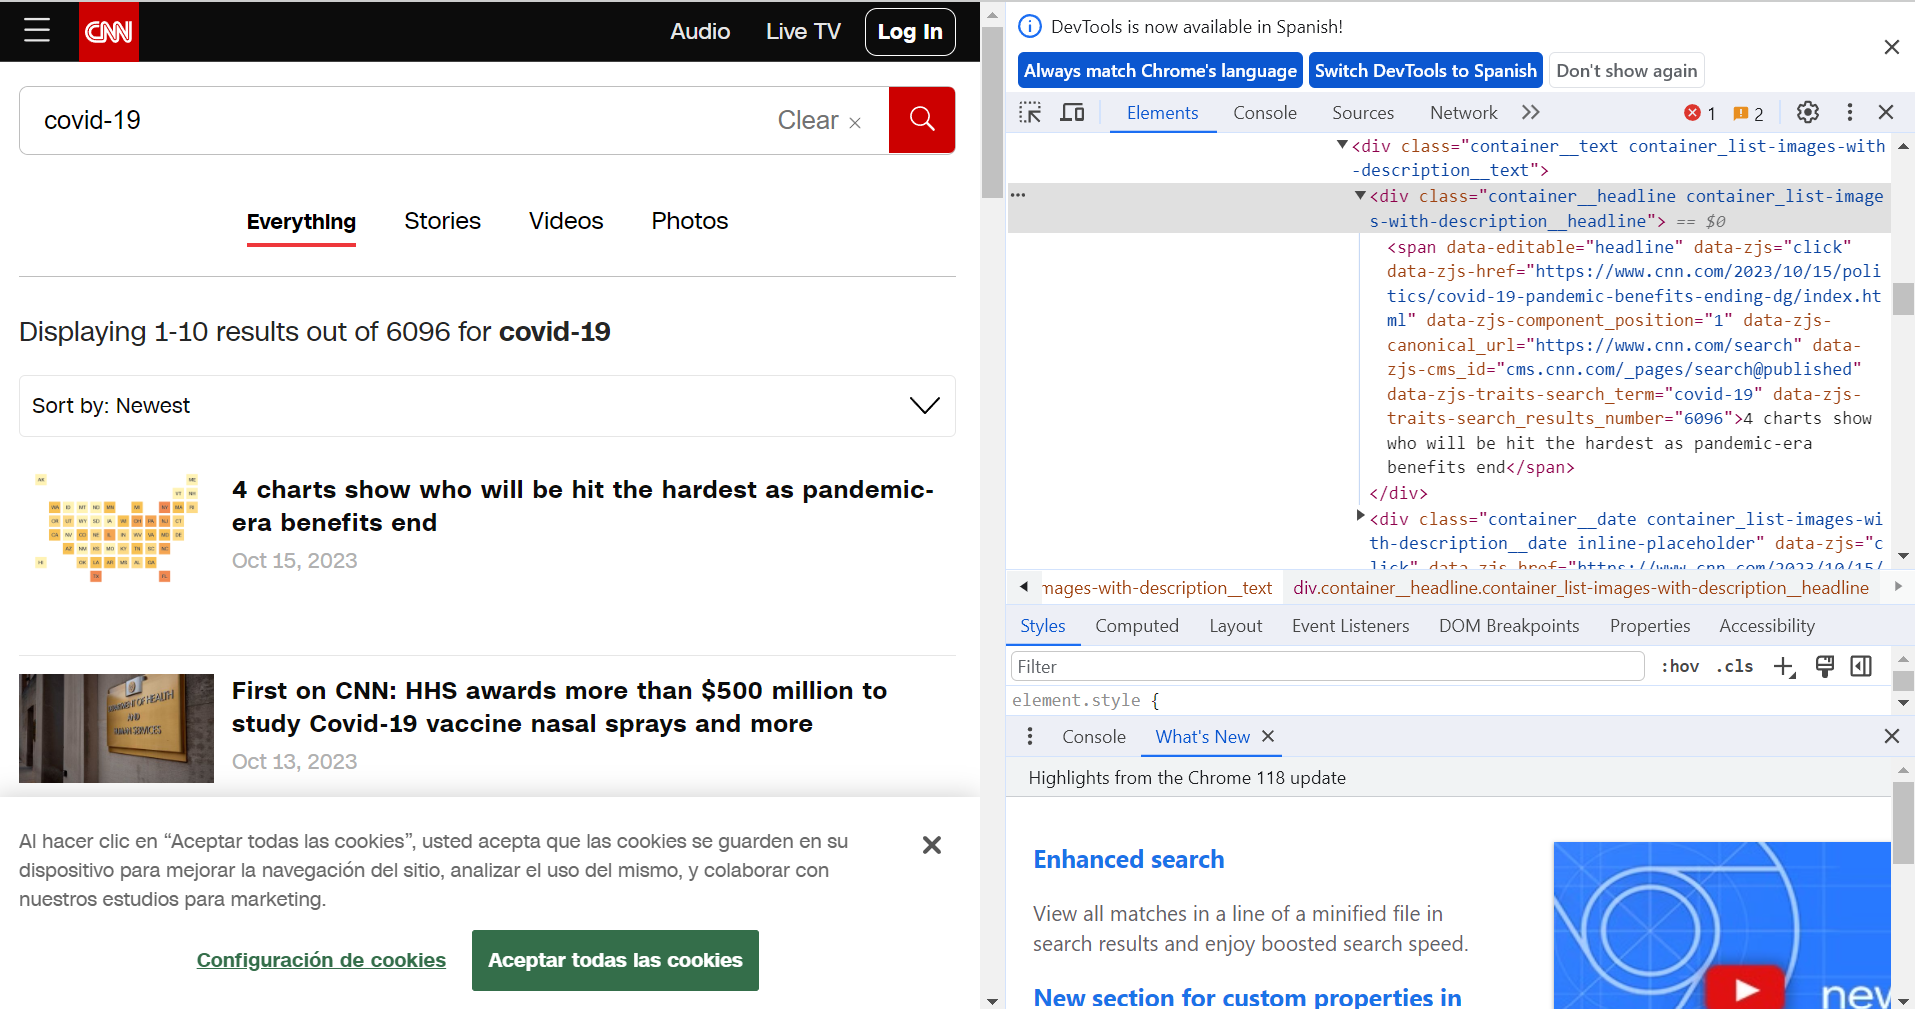 CNN
Audio
Live TV
Log In
covid-19
Clear ×
Everything
Stories
Videos
Photos
Displaying 1-10 results out of 6096 for covid-19
Sort by: Newest
4 charts show who will be hit the hardest as pandemic-
era benefits end
Oct 15, 2023
First on CNN: HHS awards more than $500 million to
study Covid-19 vaccine nasal sprays and more
Oct 13, 2023
Al hacer clic en “Aceptar todas las cookies”, usted acepta que las cookies se guarden en su
dispositivo para mejorar la navegación del sitio, analizar el uso del mismo, y colaborar con
nuestros estudios para marketing.
Configuración de cookies
Aceptar todas las cookies
DevTools is now available in Spanish!
Always match Chrome's language
Switch DevTools to Spanish
Don't show again
Elements
Console
Sources
Network
1
2
<div class="container__text container_list-images-with
-description__text">
<div class="container__headline container_list-image
s-with-description__headline"> == $0
<span data-editable="headline" data-zjs="click"
data-zjs-href="https://www.cnn.com/2023/10/15/poli
tics/covid-19-pandemic-benefits-ending-dg/index.ht
ml" data-zjs-component_position="1" data-zjs-
canonical_url="https://www.cnn.com/search" data-
zjs-cms_id="cms.cnn.com/_pages/search@published"
data-zjs-traits-search_term="covid-19" data-zjs-
traits-search_results_number="6096">4 charts show
who will be hit the hardest as pandemic-era
benefits end</span>
</div>
<div class="container__date container_list-images-wi
th-description__date inline-placeholder" data-zjs="c
lick" data-zjs-href="https://www.cnn.com/2023/10/15/
mages-with-description__text
div.container__headline.container_list-images-with-description__headline
Styles
Computed
Layout
Event Listeners
DOM Breakpoints
Properties
Accessibility
Filter
:hov
.cls
element.style {
Console
What's New
Highlights from the Chrome 118 update
Enhanced search
View all matches in a line of a minified file in
search results and enjoy boosted search speed.
New section for custom properties in
new